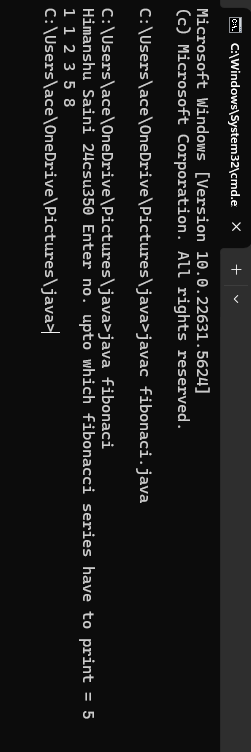 C:\Windows\System32\cmd.e
Microsoft Windows [Version 10.0.22631.5624]
(c) Microsoft Corporation. All rights reserved.
C:\Users\ace\OneDrive\Pictures\java>javac fibonaci.java
C:\Users\ace\OneDrive\Pictures\java>java fibonaci
Himanshu Saini 24csu350 Enter no. upto which fibonacci series have to print = 5
1 1 2 3 5 8
C:\Users\ace\OneDrive\Pictures\java>